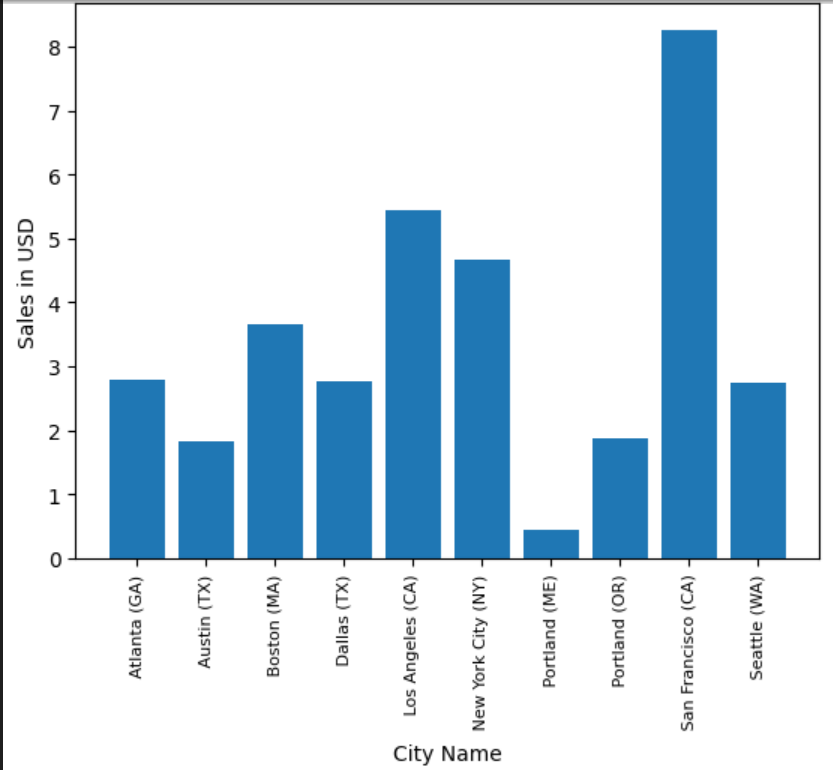 8
7
6
5
4
3
2
1
0
Sales in USD
Atlanta (GA)
Austin (TX)
Boston (MA)
Dallas (TX)
Los Angeles (CA)
New York City (NY)
Portland (ME)
Portland (OR)
San Francisco (CA)
Seattle (WA)
City Name